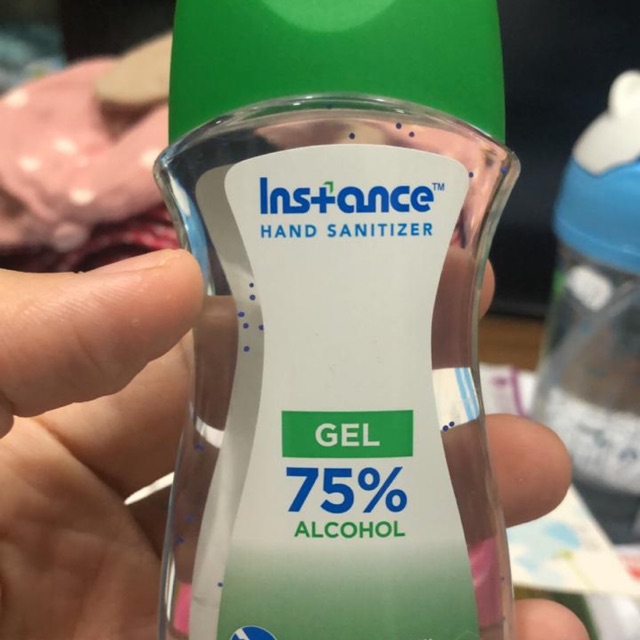 Instance™
HAND SANITIZER
GEL
75%
ALCOHOL